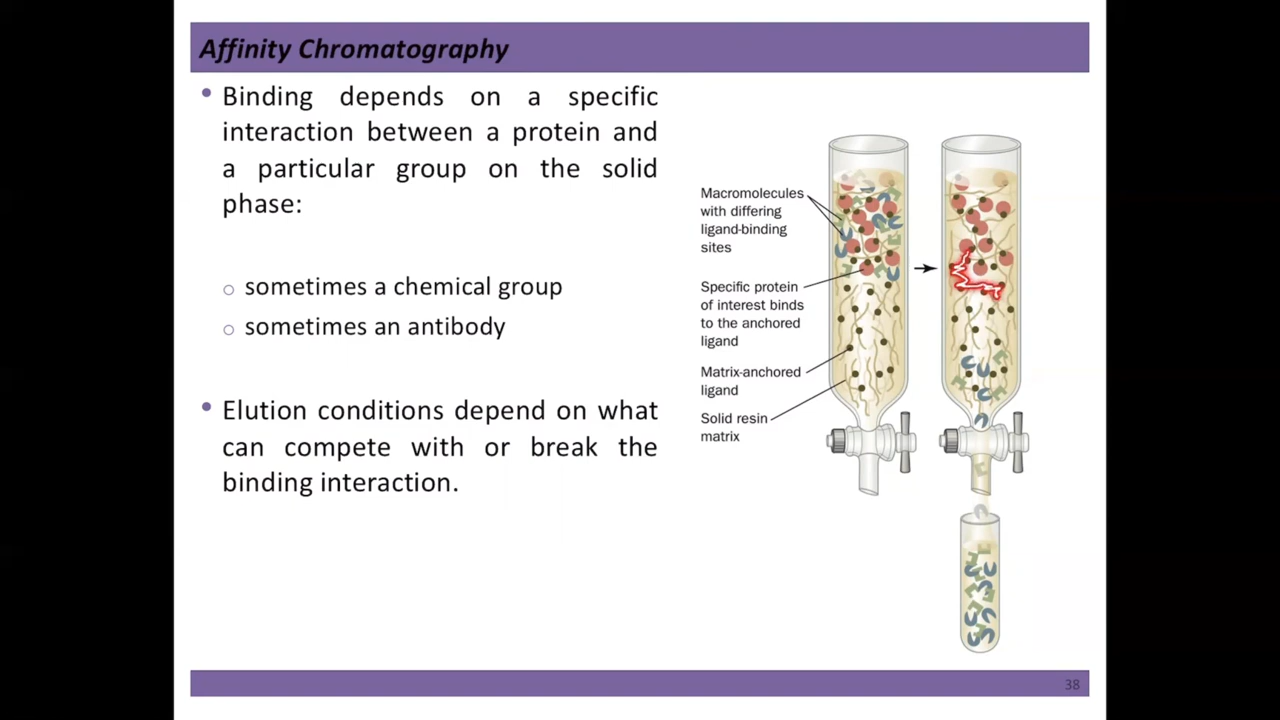 Affinity Chromatography
• Binding depends on a specific
interaction between a protein and
a particular group on the solid
phase:
o sometimes a chemical group
o sometimes an antibody
• Elution conditions depend on what
can compete with or break the
binding interaction.
Macromolecules
with differing
ligand-binding
sites
Specific protein
of interest binds
to the anchored
ligand
Matrix-anchored
ligand
Solid resin
matrix
38